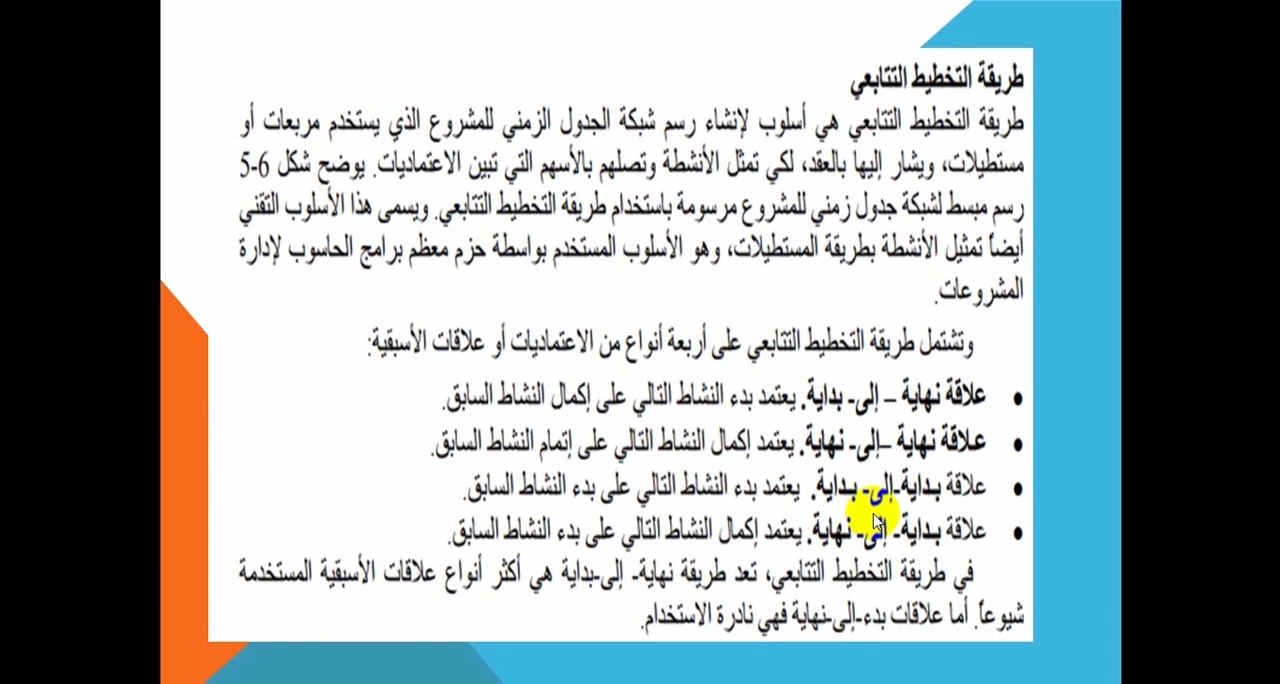 طريقة التخطيط التتابعي
طريقة التخطيط التتابعي هي أسلوب لإنشاء رسم شبكة الجدول الزمني للمشروع الذي يستخدم مربعات أو
مستطيلات، ويشار إليها بالعقد، لكي تمثل الأنشطة وتصلهم بالأسهم التي تبين الاعتماديات. يوضح شكل 6-5
رسم مبسط لشبكة جدول زمني للمشروع مرسومة باستخدام طريقة التخطيط التتابعي. ويسمى هذا الأسلوب التقني
أيضاً تمثيل الأنشطة بطريقة المستطيلات، وهو الأسلوب المستخدم بواسطة حزم معظم برامج الحاسوب لإدارة
المشروعات.
وتشتمل طريقة التخطيط التتابعي على أربعة أنواع من الاعتماديات أو علاقات الأسبقية:
• علاقة نهاية – إلى- بداية. يعتمد بدء النشاط التالي على إكمال النشاط السابق.
• علاقة نهاية –إلى- نهاية. يعتمد إكمال النشاط التالي على إتمام النشاط السابق.
• علاقة بداية-إلى- بداية. يعتمد بدء النشاط التالي على بدء النشاط السابق.
• علاقة بداية- إلى- نهاية. يعتمد إكمال النشاط التالي على بدء النشاط السابق.
في طريقة التخطيط التتابعي، تعد طريقة نهاية- إلى-بداية هي أكثر أنواع علاقات الأسبقية المستخدمة
شيوعاً. أما علاقات بدء-إلى-نهاية فهي نادرة الاستخدام.